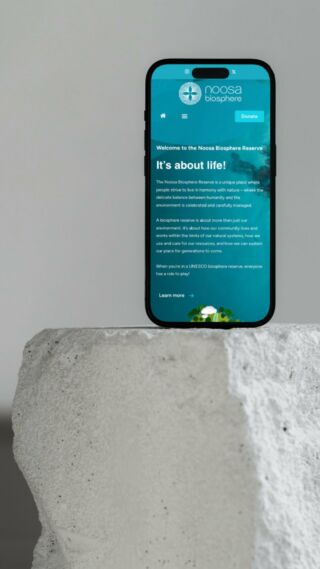 noosa
biosphere
Donate
Welcome to the Noosa Biosphere Reserve
It's about life!
The Noosa Biosphere Reserve is a unique place where
people strive to live in harmony with nature – where the
delicate balance between humanity and the
environment is celebrated and carefully managed.
A biosphere reserve is about more than just our
environment. It's about how our community lives and
works within the limits of our natural systems, how we
use and care for our resources, and how we can sustain
our place for generations to come.
When you're in a UNESCO biosphere reserve, everyone
has a role to play!
Learn more →